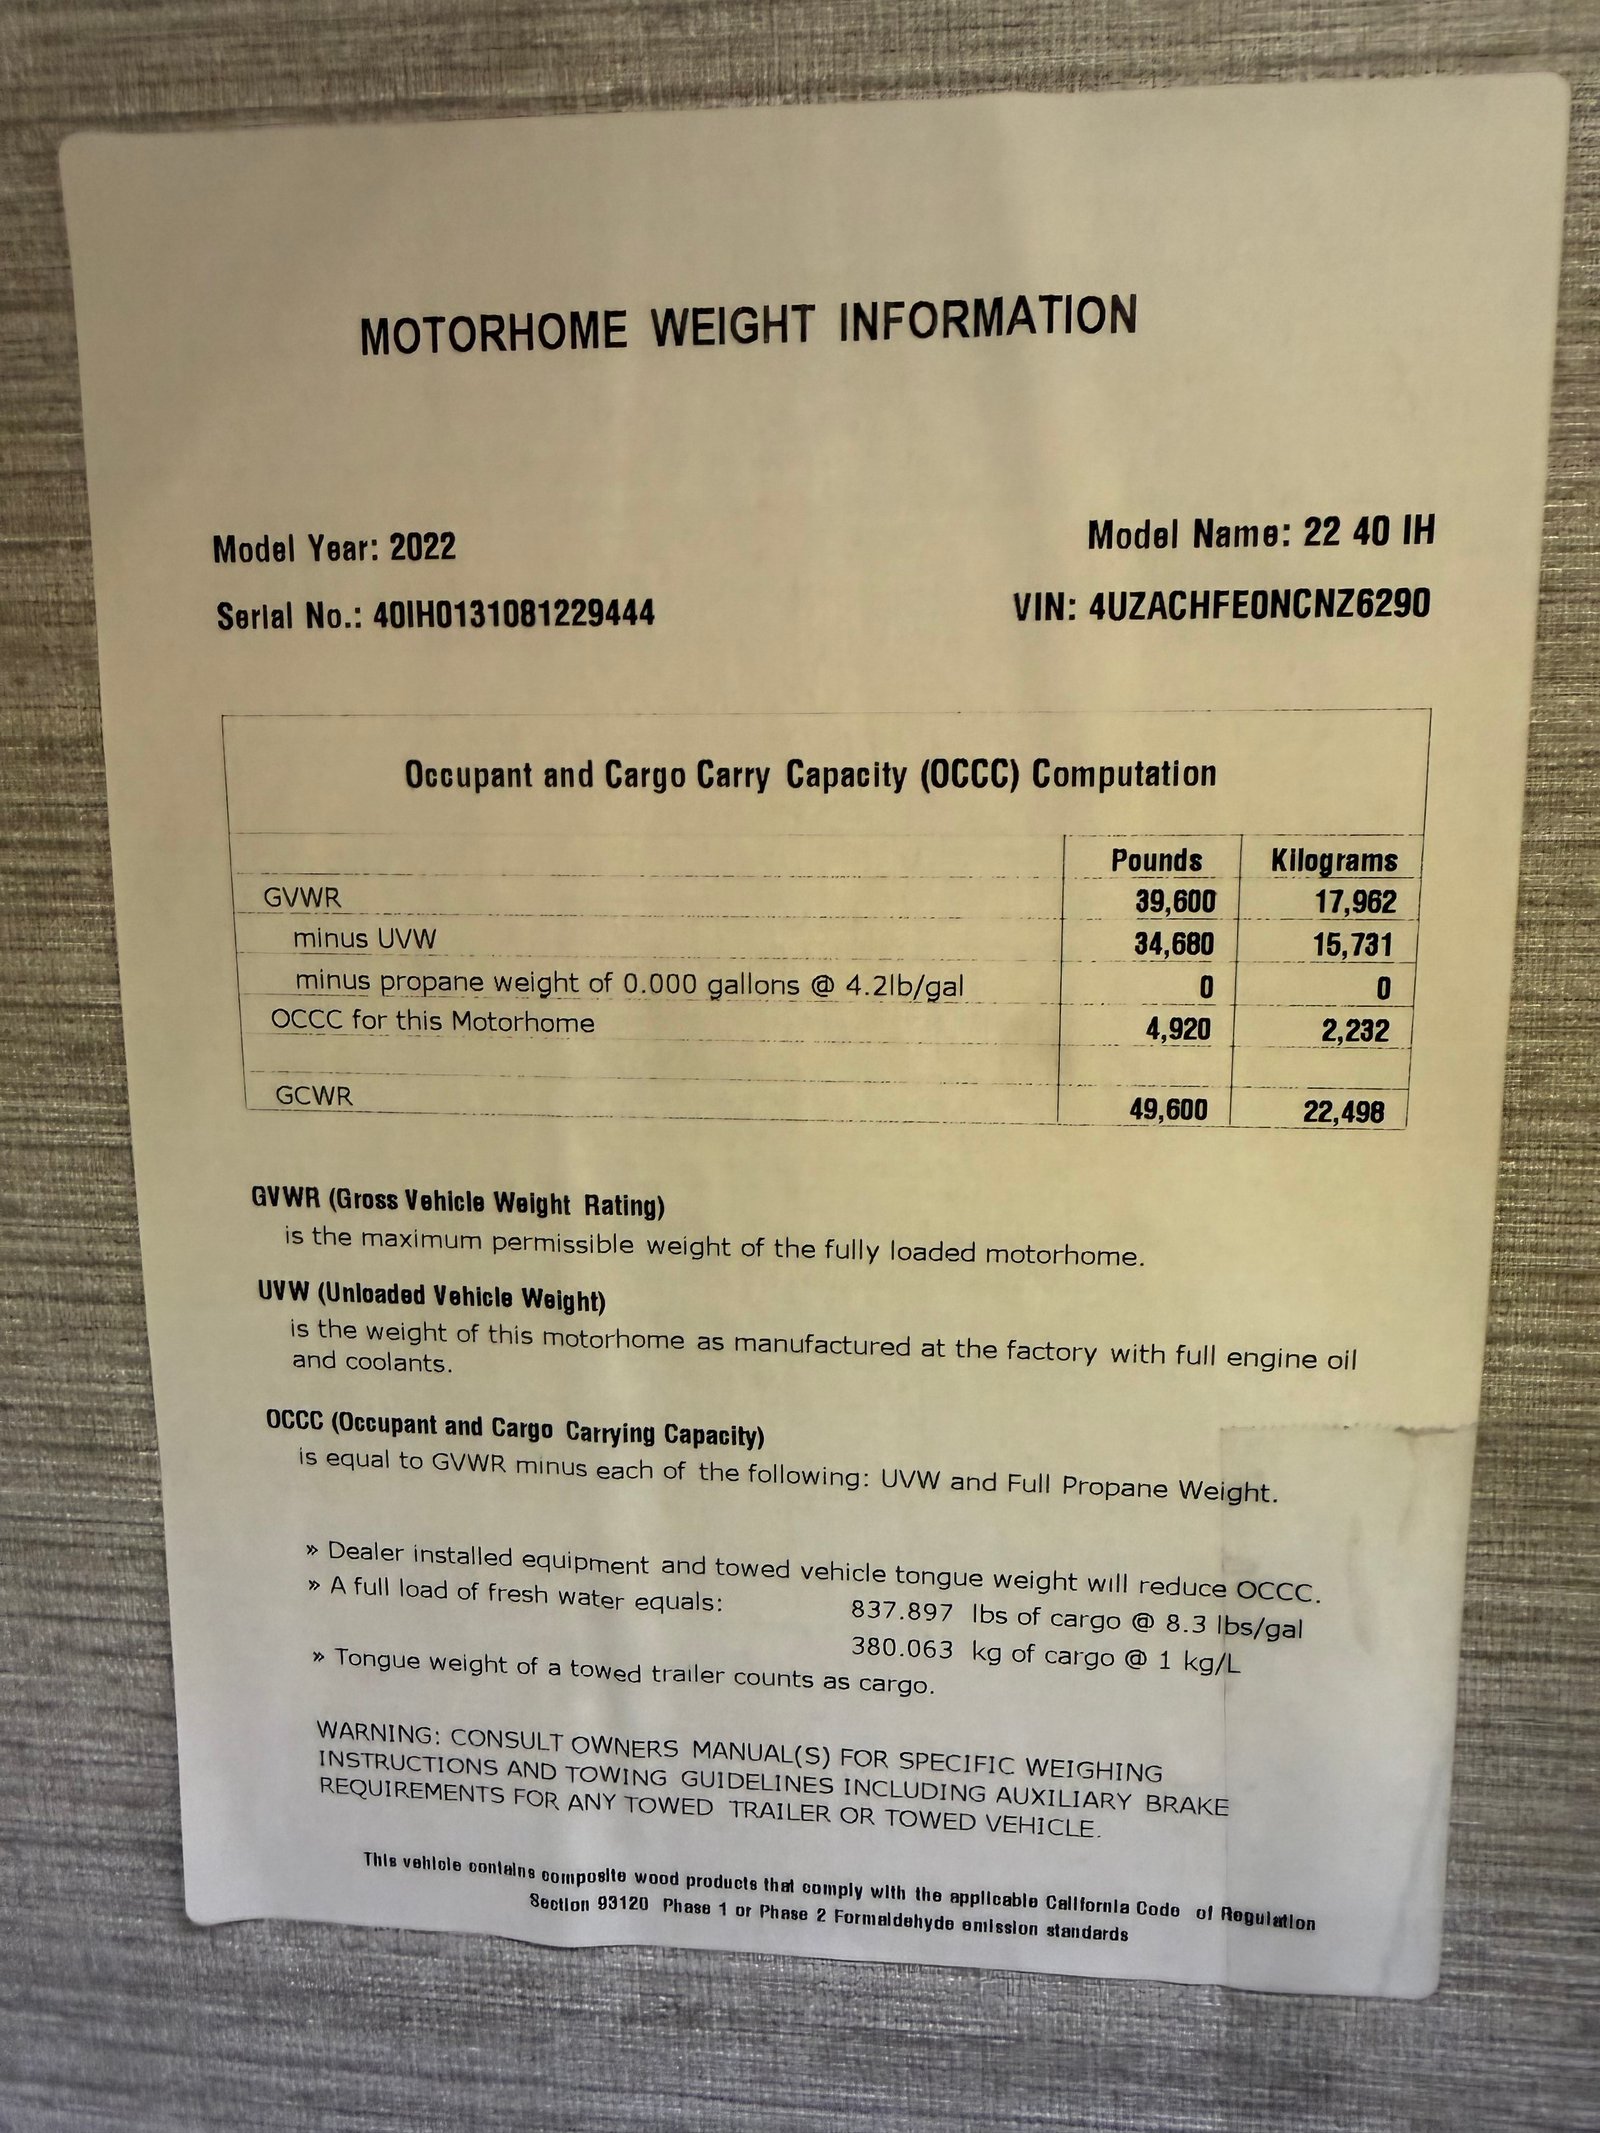 MOTORHOME WEIGHT INFORMATION
Model Year: 2022 Model Name: 22 40 IH
Serial No.: 40IH0131081229444 VIN: 4UZACHFE0NCNZ6290
Occupant and Cargo Carry Capacity (OCCC) Computation
Pounds Kilograms
GVWR 39,600 17,962
minus UVW 34,680 15,731
minus propane weight of 0.000 gallons @ 4.2lb/gal 0 0
OCCC for this Motorhome 4,920 2,232
GCWR 49,600 22,498
GVWR (Gross Vehicle Weight Rating)
is the maximum permissible weight of the fully loaded motorhome.
UVW (Unloaded Vehicle Weight)
is the weight of this motorhome as manufactured at the factory with full engine oil
and coolants.
OCCC (Occupant and Cargo Carrying Capacity)
is equal to GVWR minus each of the following: UVW and Full Propane Weight.
» Dealer installed equipment and towed vehicle tongue weight will reduce OCCC.
» A full load of fresh water equals: 837.897 lbs of cargo @ 8.3 lbs/gal
380.063 kg of cargo @ 1 kg/L
» Tongue weight of a towed trailer counts as cargo.
WARNING: CONSULT OWNERS MANUAL(S) FOR SPECIFIC WEIGHING
INSTRUCTIONS AND TOWING GUIDELINES INCLUDING AUXILIARY BRAKE
REQUIREMENTS FOR ANY TOWED TRAILER OR TOWED VEHICLE.
This vehicle contains composite wood products that comply with the applicable California Code of Regulation
Section 93120 Phase 1 or Phase 2 Formaldehyde emission standards